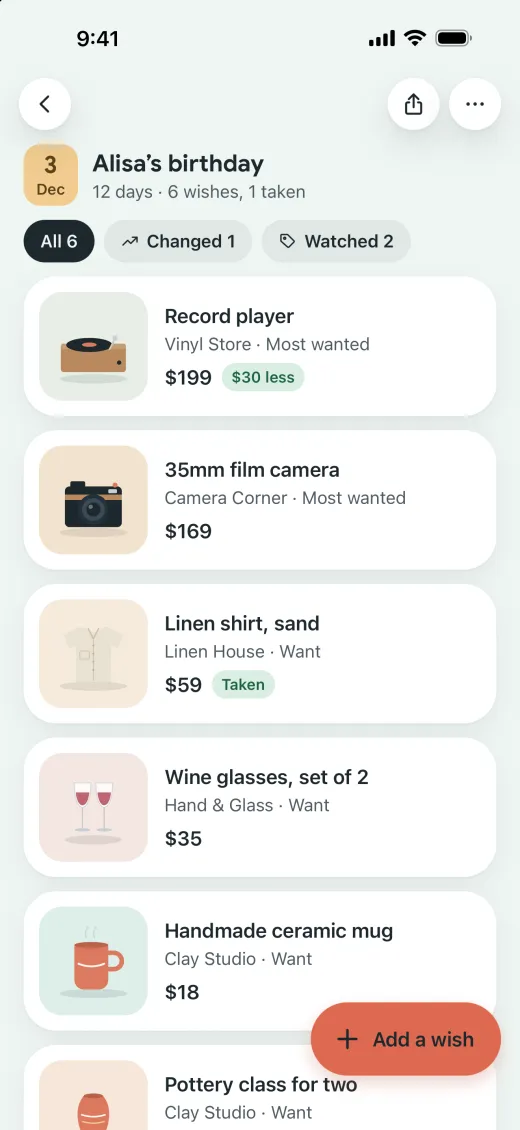 9:41
3
Dec
Alisa’s birthday
12 days · 6 wishes, 1 taken
All 6
Changed 1
Watched 2
Record player
Vinyl Store · Most wanted
$199
$30 less
35mm film camera
Camera Corner · Most wanted
$169
Linen shirt, sand
Linen House · Want
$59
Taken
Wine glasses, set of 2
Hand & Glass · Want
$35
Handmade ceramic mug
Clay Studio · Want
$18
Add a wish
Pottery class for two
Clay Studio · Want